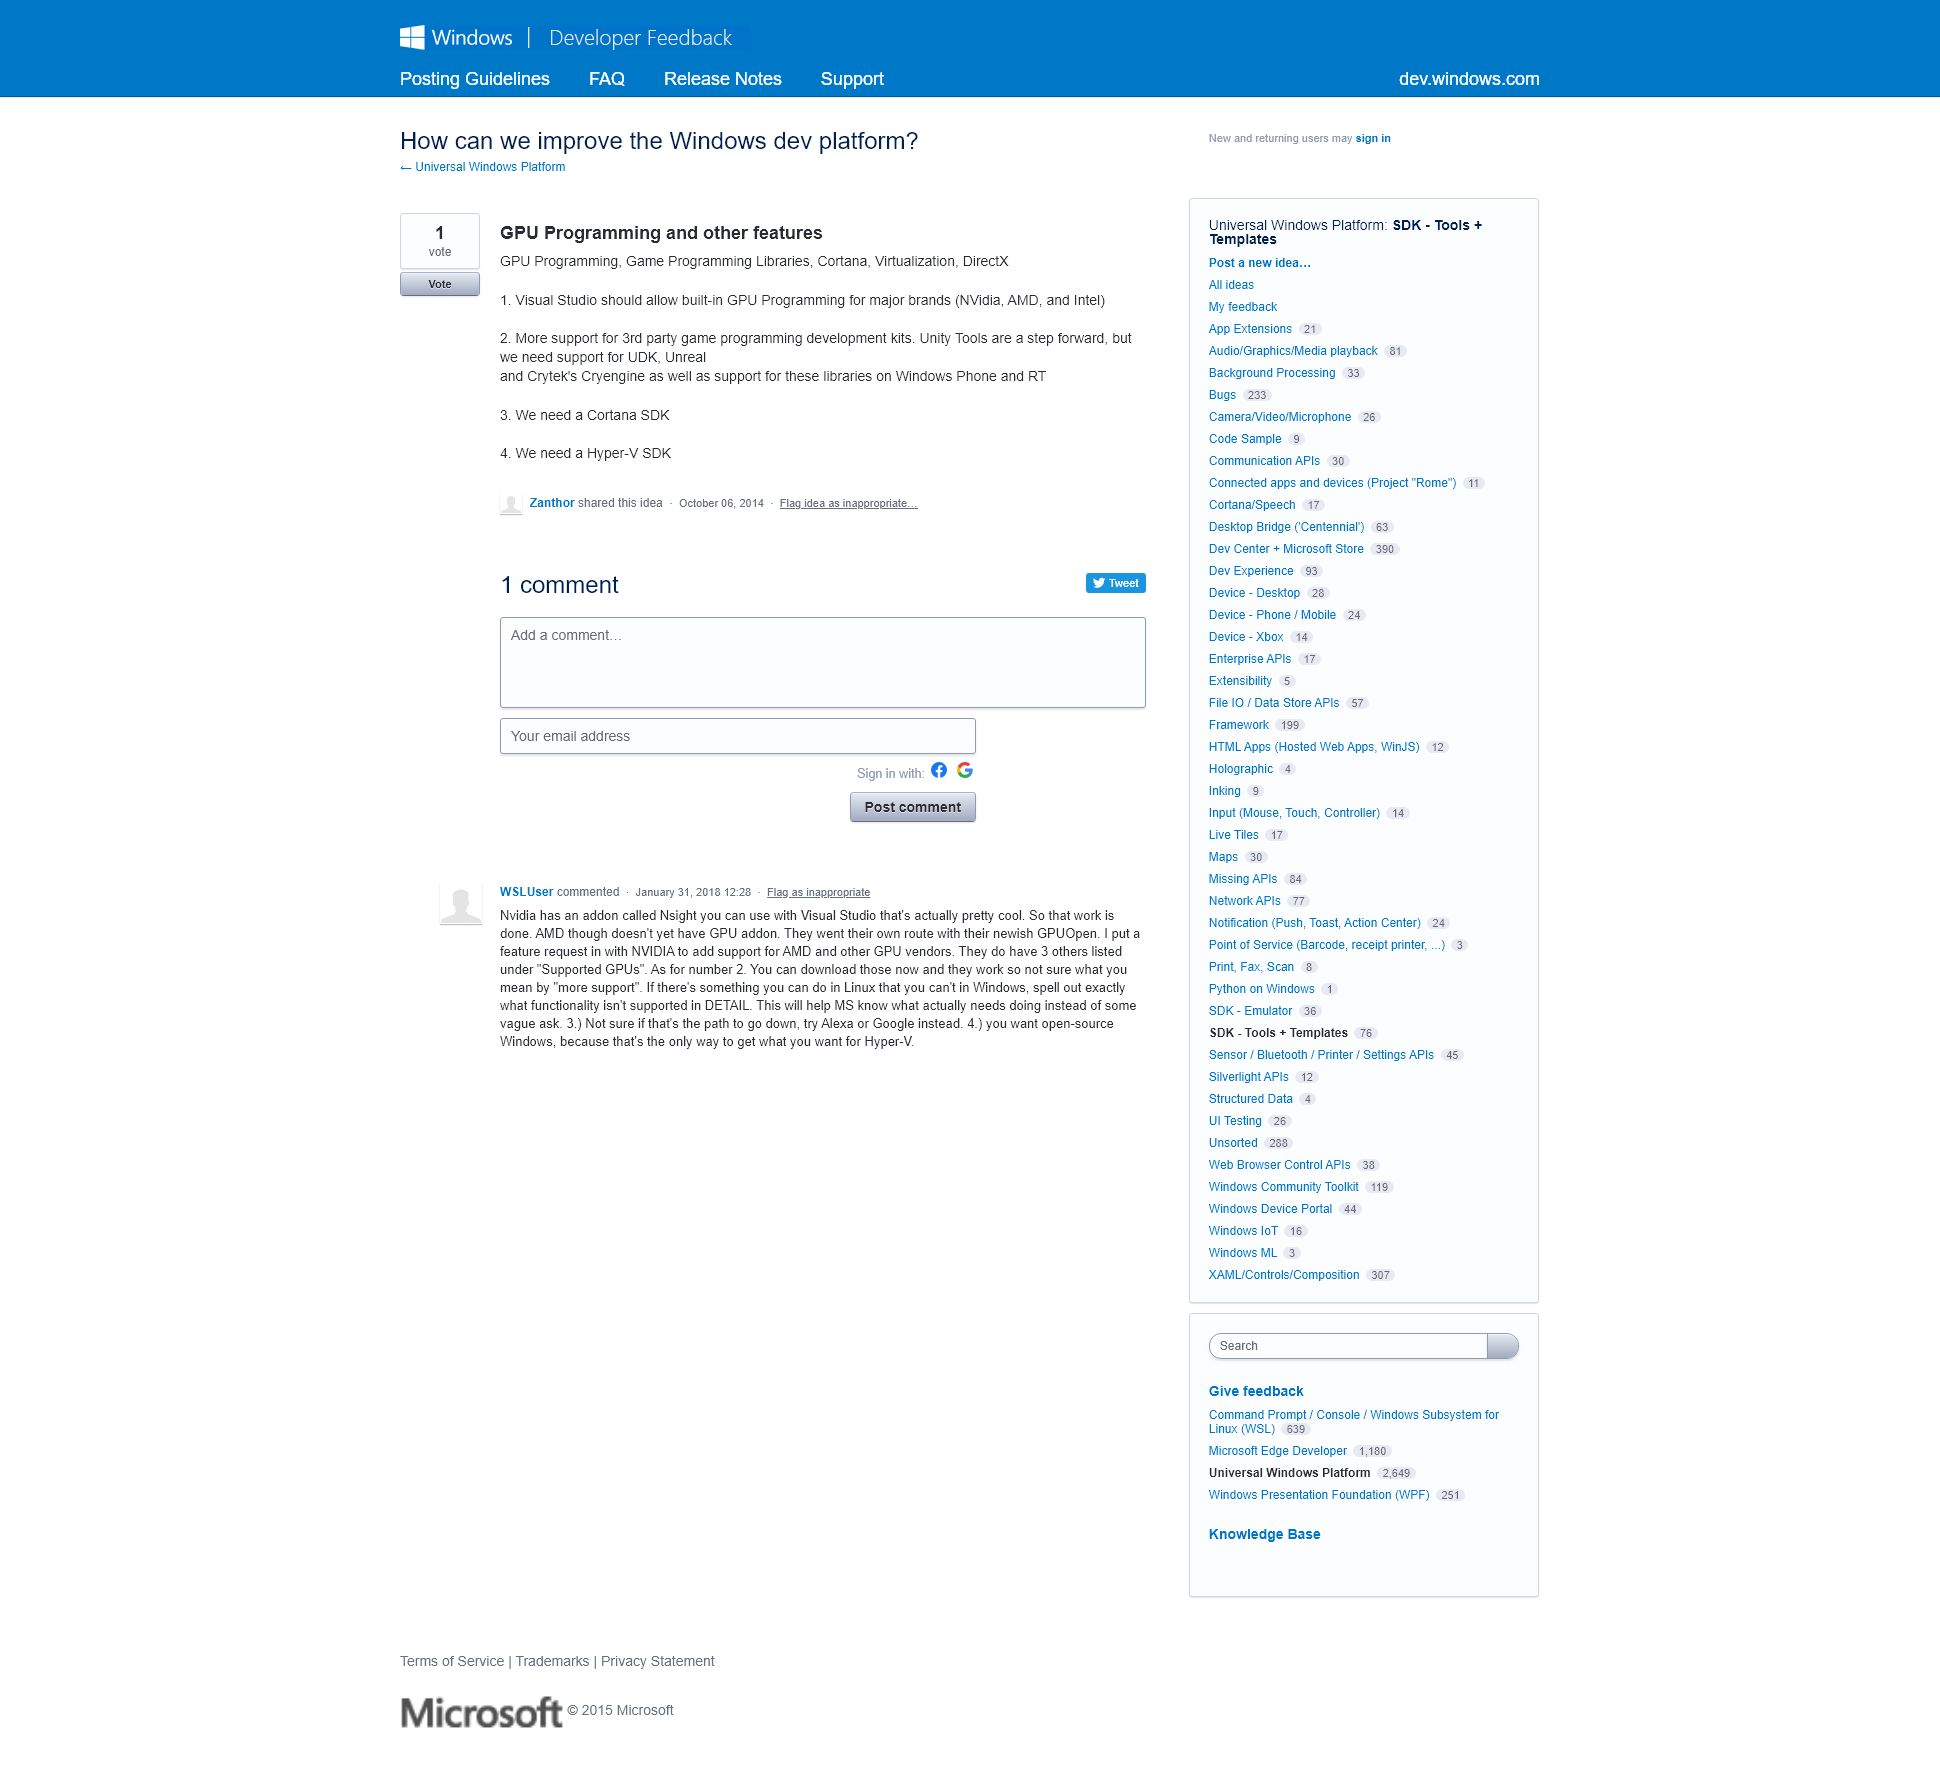 Windows | Developer Feedback
Posting Guidelines FAQ Release Notes Support dev.windows.com
How can we improve the Windows dev platform?
← Universal Windows Platform
New and returning users may sign in
1
vote
Vote
GPU Programming and other features
GPU Programming, Game Programming Libraries, Cortana, Virtualization, DirectX
1. Visual Studio should allow built-in GPU Programming for major brands (NVidia, AMD, and Intel)
2. More support for 3rd party game programming development kits. Unity Tools are a step forward, but
we need support for UDK, Unreal
and Crytek's Cryengine as well as support for these libraries on Windows Phone and RT
3. We need a Cortana SDK
4. We need a Hyper-V SDK
Zanthor shared this idea · October 06, 2014 · Flag idea as inappropriate…
1 comment
Tweet
Add a comment…
Your email address
Sign in with:
Post comment
WSLUser commented · January 31, 2018 12:28 · Flag as inappropriate
Nvidia has an addon called Nsight you can use with Visual Studio that's actually pretty cool. So that work is
done. AMD though doesn't yet have GPU addon. They went their own route with their newish GPUOpen. I put a
feature request in with NVIDIA to add support for AMD and other GPU vendors. They do have 3 others listed
under "Supported GPUs". As for number 2. You can download those now and they work so not sure what you
mean by "more support". If there's something you can do in Linux that you can't in Windows, spell out exactly
what functionality isn't supported in DETAIL. This will help MS know what actually needs doing instead of some
vague ask. 3.) Not sure if that's the path to go down, try Alexa or Google instead. 4.) you want open-source
Windows, because that's the only way to get what you want for Hyper-V.
Universal Windows Platform: SDK - Tools +
Templates
Post a new idea…
All ideas
My feedback
App Extensions 21
Audio/Graphics/Media playback 81
Background Processing 33
Bugs 233
Camera/Video/Microphone 26
Code Sample 9
Communication APIs 30
Connected apps and devices (Project "Rome") 11
Cortana/Speech 17
Desktop Bridge ('Centennial') 63
Dev Center + Microsoft Store 390
Dev Experience 93
Device - Desktop 28
Device - Phone / Mobile 24
Device - Xbox 14
Enterprise APIs 17
Extensibility 5
File IO / Data Store APIs 57
Framework 199
HTML Apps (Hosted Web Apps, WinJS) 12
Holographic 4
Inking 9
Input (Mouse, Touch, Controller) 14
Live Tiles 17
Maps 30
Missing APIs 84
Network APIs 77
Notification (Push, Toast, Action Center) 24
Point of Service (Barcode, receipt printer, ...) 3
Print, Fax, Scan 8
Python on Windows 1
SDK - Emulator 36
SDK - Tools + Templates 76
Sensor / Bluetooth / Printer / Settings APIs 45
Silverlight APIs 12
Structured Data 4
UI Testing 26
Unsorted 288
Web Browser Control APIs 38
Windows Community Toolkit 119
Windows Device Portal 44
Windows IoT 16
Windows ML 3
XAML/Controls/Composition 307
Search
Give feedback
Command Prompt / Console / Windows Subsystem for
Linux (WSL) 639
Microsoft Edge Developer 1,180
Universal Windows Platform 2,649
Windows Presentation Foundation (WPF) 251
Knowledge Base
Terms of Service | Trademarks | Privacy Statement
Microsoft © 2015 Microsoft